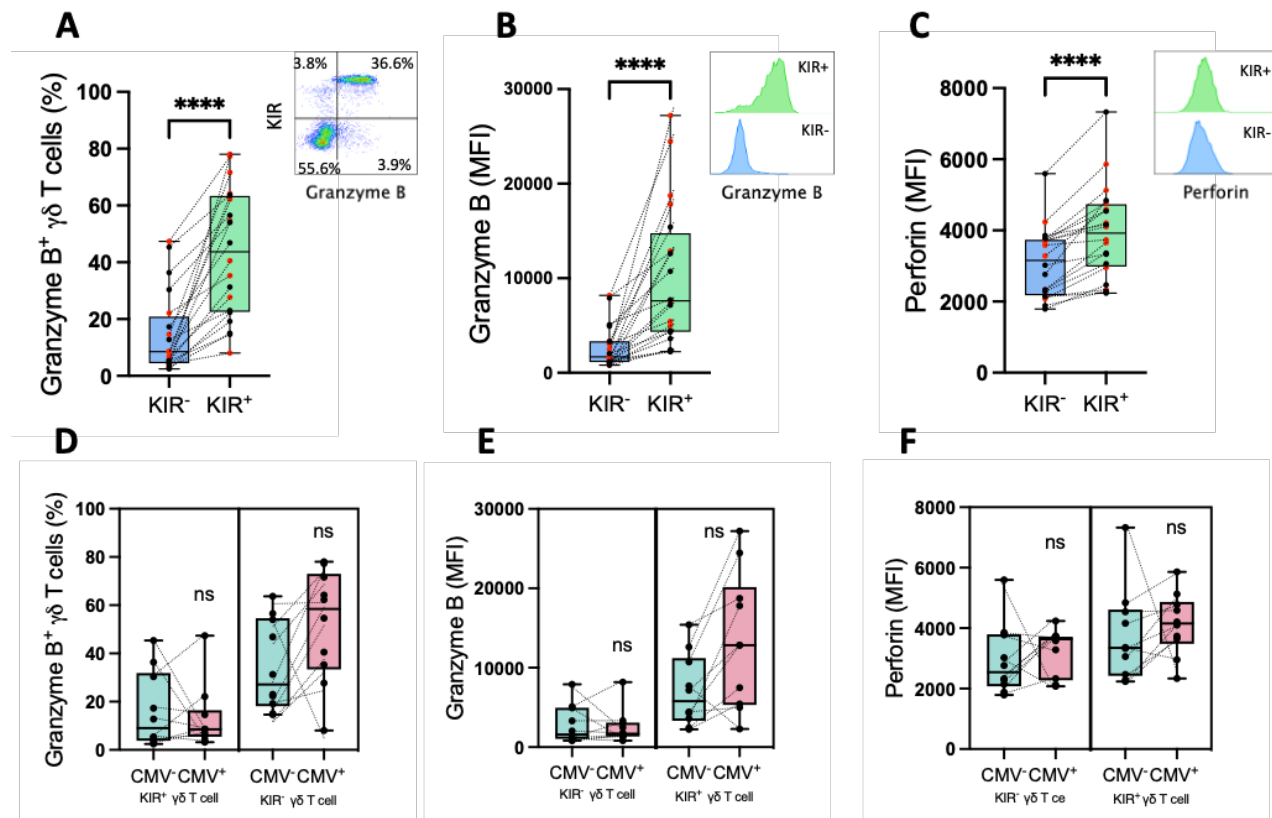 A
Granzyme B⁺ γδ T cells (%)
100
80
60
40
20
0
****
KIR⁻ KIR⁺
KIR
3.8% 36.6%
55.6% 3.9%
Granzyme B
B
Granzyme B (MFI)
30000
20000
10000
0
****
KIR⁻ KIR⁺
KIR+
KIR-
Granzyme B
C
Perforin (MFI)
8000
6000
4000
2000
0
****
KIR⁻ KIR⁺
KIR+
KIR-
Perforin
D
Granzyme B⁺ γδ T cells (%)
100
80
60
40
20
0
ns
ns
CMV⁻CMV⁺ CMV⁻CMV⁺
KIR⁺ γδ T cell KIR⁻ γδ T cell
E
Granzyme B (MFI)
30000
20000
10000
0
ns
ns
CMV⁻CMV⁺ CMV⁻CMV⁺
KIR⁻ γδ T cell KIR⁺ γδ T cell
F
Perforin (MFI)
8000
6000
4000
2000
0
ns
ns
CMV⁻CMV⁺ CMV⁻CMV⁺
KIR⁻ γδ T ce KIR⁺ γδ T cell